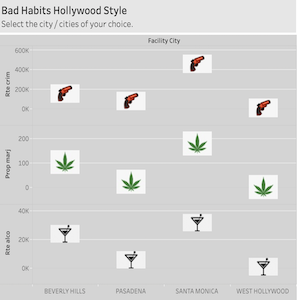 Bad Habits Hollywood Style
Select the city / cities of your choice.
Facility City
Rte crim
600K
400K
200K
0K
Prop marj
200
100
0
Rte alco
40K
20K
0K
BEVERLY HILLS PASADENA SANTA MONICA WEST HOLLYWOOD